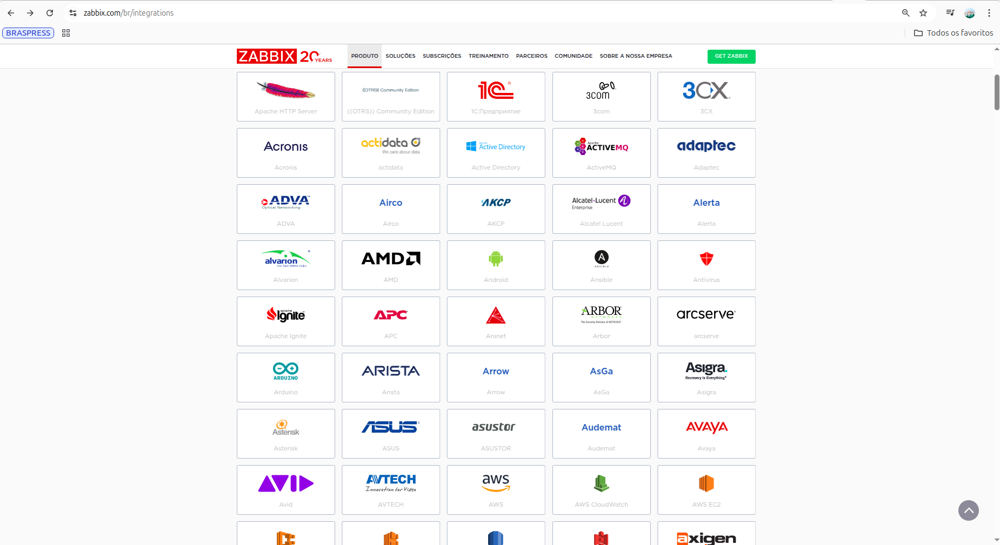 zabbix.com/br/integrations
BRASPRESS
Todos os favoritos
ZABBIX 20 YEARS
PRODUTO SOLUÇÕES SUBSCRIÇÕES TREINAMENTO PARCEIROS COMUNIDADE SOBRE A NOSSA EMPRESA
GET ZABBIX
((OTRS)) Community Edition
1C
3COM
3CX
Apache HTTP Server
((OTRS)) Community Edition
1С:Предприятие
3com
3CX
Acronis
actidata
We care about data
Microsoft
Active Directory
Apache
ACTIVEMQ
adaptec
Acronis
actidata
Active Directory
ActiveMQ
Adaptec
ADVA
Optical Networking
Airco
AKCP
Alcatel·Lucent
Enterprise
Alerta
ADVA
Airco
AKCP
Alcatel Lucent
Alerta
alvarion
Your Open WiMAX Choice
AMD
ANSIBLE
Alvarion
AMD
Android
Ansible
Antivirus
apache
Ignite
APC
ARBOR
NETWORKS
The Security Division of NETSCOUT
arcserve
Apache Ignite
APC
Aranet
Arbor
arcserve
ARDUINO
ARISTA
Arrow
AsGa
Asigra.
Recovery is Everything
Arduino
Arista
Arrow
AsGa
Asigra
Asterisk
ASUS
asustor
Audemat
AVAYA
Asterisk
ASUS
ASUSTOR
Audemat
Avaya
AVID
AVTECH
Innovation for Video
aws
Avid
AVTECH
AWS
AWS CloudWatch
AWS EC2
axigen